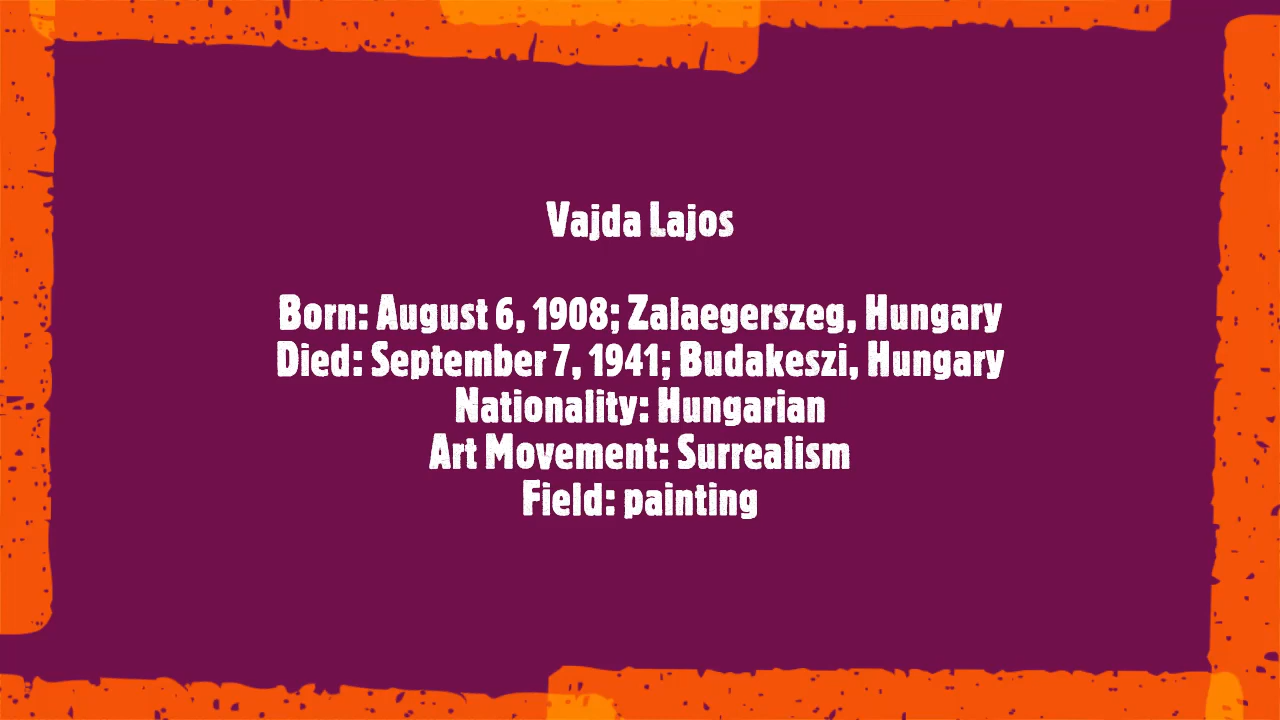 Vajda Lajos
Born: August 6, 1908; Zalaegerszeg, Hungary
Died: September 7, 1941; Budakeszi, Hungary
Nationality: Hungarian
Art Movement: Surrealism
Field: painting